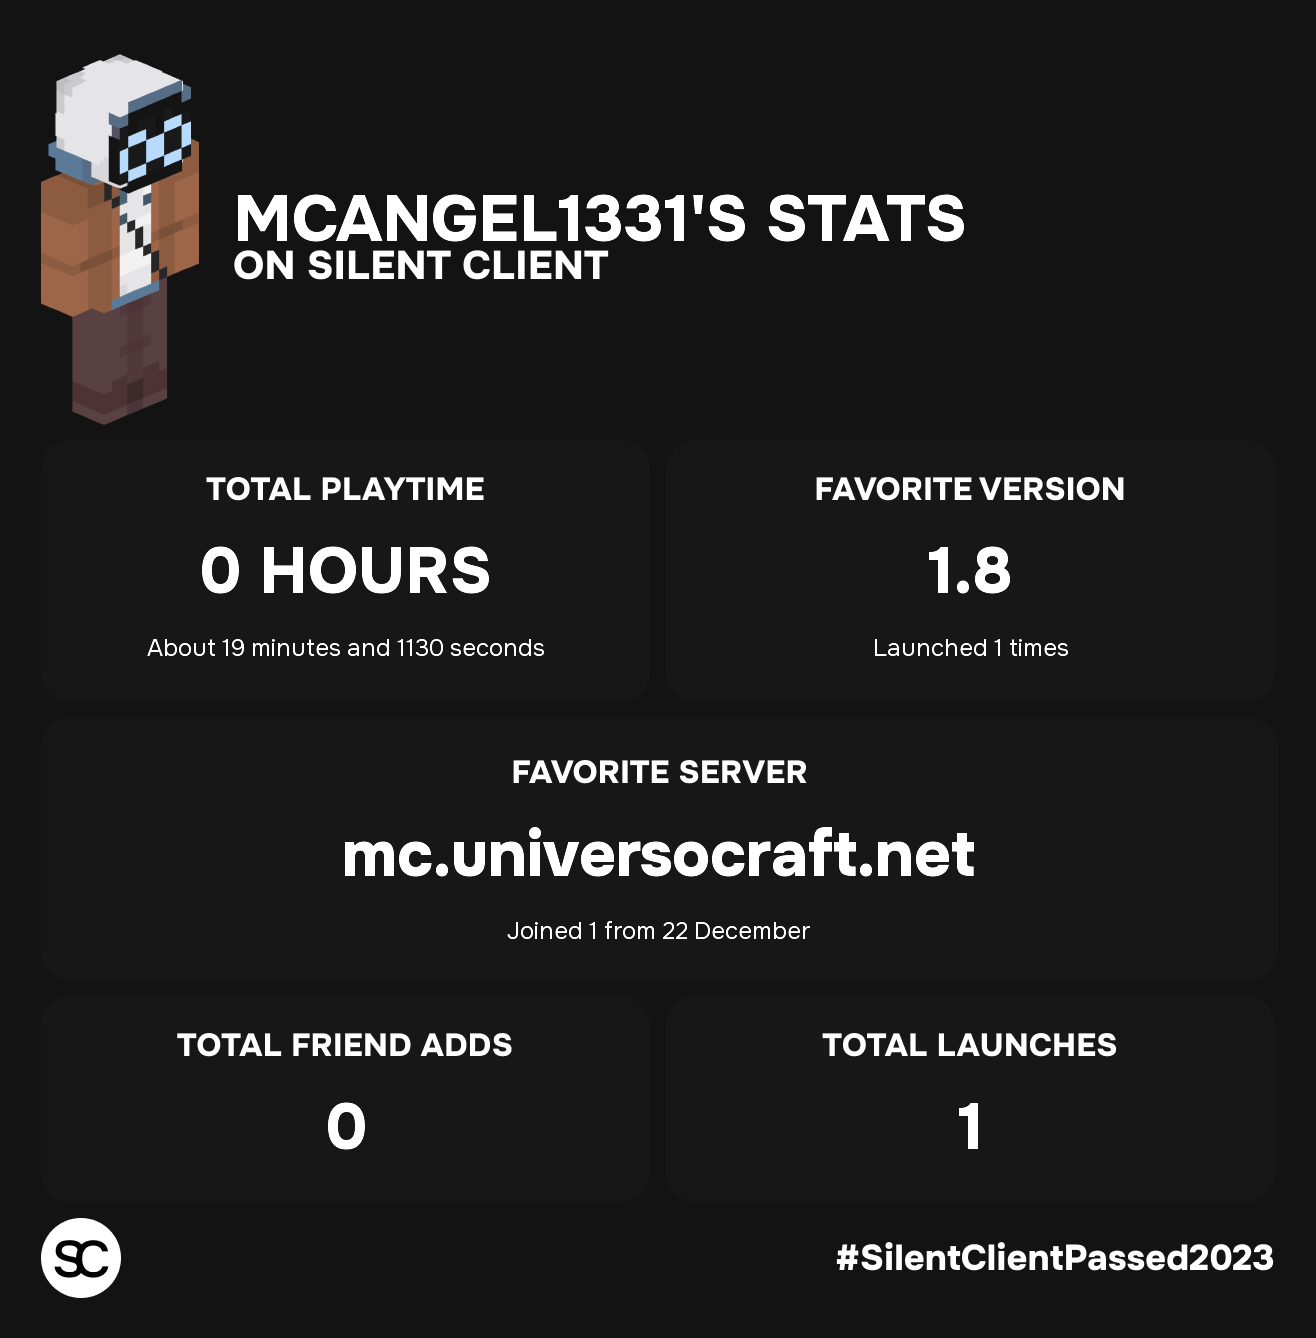 MCANGEL1331'S STATS
ON SILENT CLIENT
TOTAL PLAYTIME
0 HOURS
About 19 minutes and 1130 seconds
FAVORITE VERSION
1.8
Launched 1 times
FAVORITE SERVER
mc.universocraft.net
Joined 1 from 22 December
TOTAL FRIEND ADDS
0
TOTAL LAUNCHES
1
SC
#SilentClientPassed2023